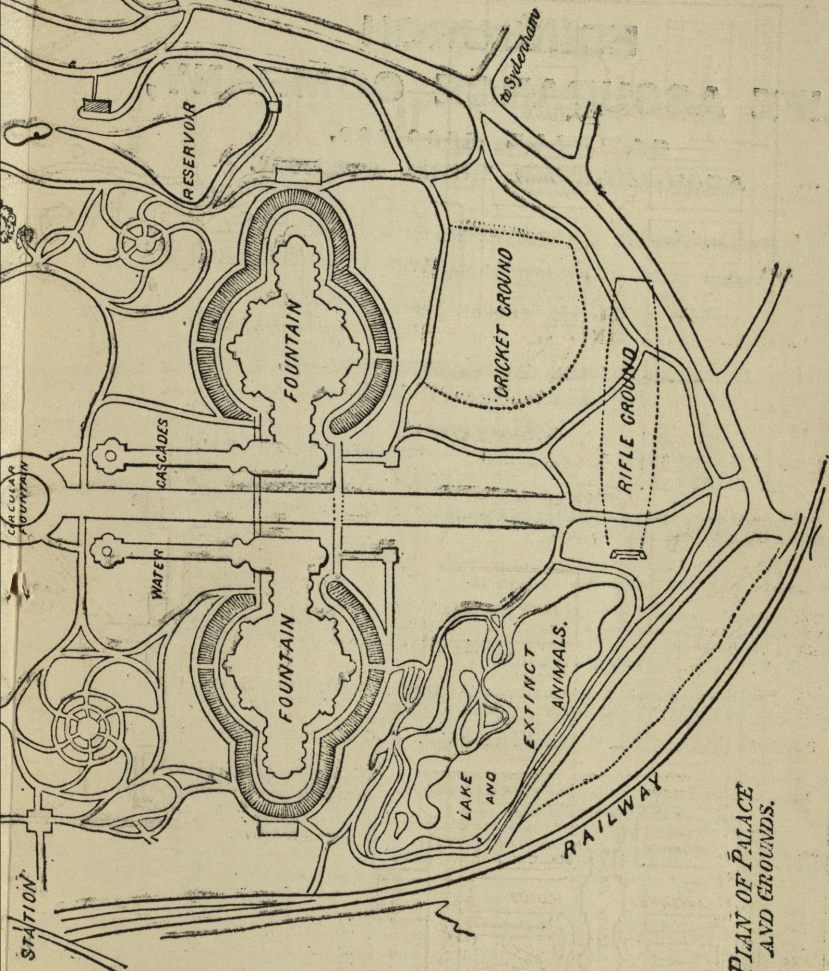 to Sydenham
RESERVOIR
CRICKET GROUND
FOUNTAIN
RIFLE GROUND
CASCADES
CIRCULAR
FOUNTAIN
WATER
FOUNTAIN
EXTINCT
ANIMALS.
LAKE
AND
RAILWAY
STATION
PLAN OF PALACE
AND GROUNDS.